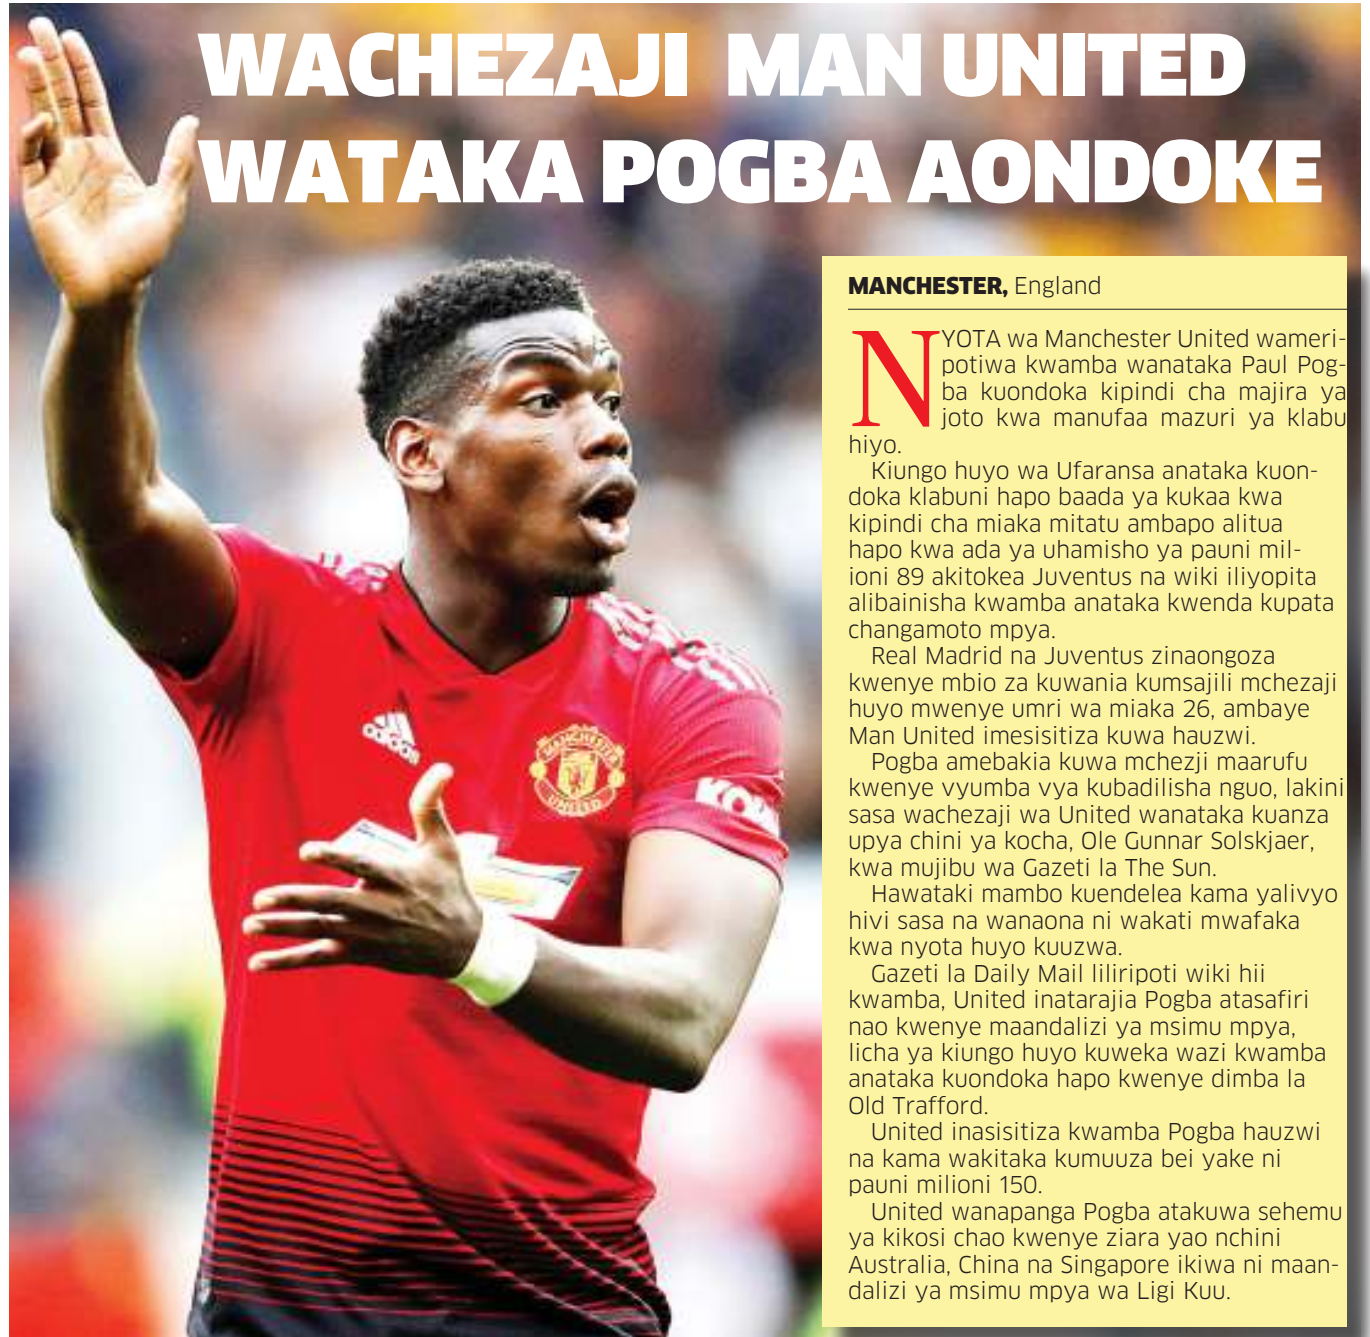 WACHEZAJI MAN UNITED
WATAKA POGBA AONDOKE
MANCHESTER, England
NYOTA wa Manchester United wameri-
potiwa kwamba wanataka Paul Pog-
ba kuondoka kipindi cha majira ya
joto kwa manufaa mazuri ya klabu
hiyo.
Kiungo huyo wa Ufaransa anataka kuon-
doka klabuni hapo baada ya kukaa kwa
kipindi cha miaka mitatu ambapo alitua
hapo kwa ada ya uhamisho ya pauni mil-
ioni 89 akitokea Juventus na wiki iliyopita
alibainisha kwamba anataka kwenda kupata
changamoto mpya.
Real Madrid na Juventus zinaongoza
kwenye mbio za kuwania kumsajili mchezaji
huyo mwenye umri wa miaka 26, ambaye
Man United imesisitiza kuwa hauzwi.
Pogba amebakia kuwa mchezji maarufu
kwenye vyumba vya kubadilisha nguo, lakini
sasa wachezaji wa United wanataka kuanza
upya chini ya kocha, Ole Gunnar Solskjaer,
kwa mujibu wa Gazeti la The Sun.
Hawataki mambo kuendelea kama yalivyo
hivi sasa na wanaona ni wakati mwafaka
kwa nyota huyo kuuzwa.
Gazeti la Daily Mail liliripoti wiki hii
kwamba, United inatarajia Pogba atasafiri
nao kwenye maandalizi ya msimu mpya,
licha ya kiungo huyo kuweka wazi kwamba
anataka kuondoka hapo kwenye dimba la
Old Trafford.
United inasisitiza kwamba Pogba hauzwi
na kama wakitaka kumuuza bei yake ni
pauni milioni 150.
United wanapanga Pogba atakuwa sehemu
ya kikosi chao kwenye ziara yao nchini
Australia, China na Singapore ikiwa ni maan-
dalizi ya msimu mpya wa Ligi Kuu.
adidas
MANCHESTER
UNITED